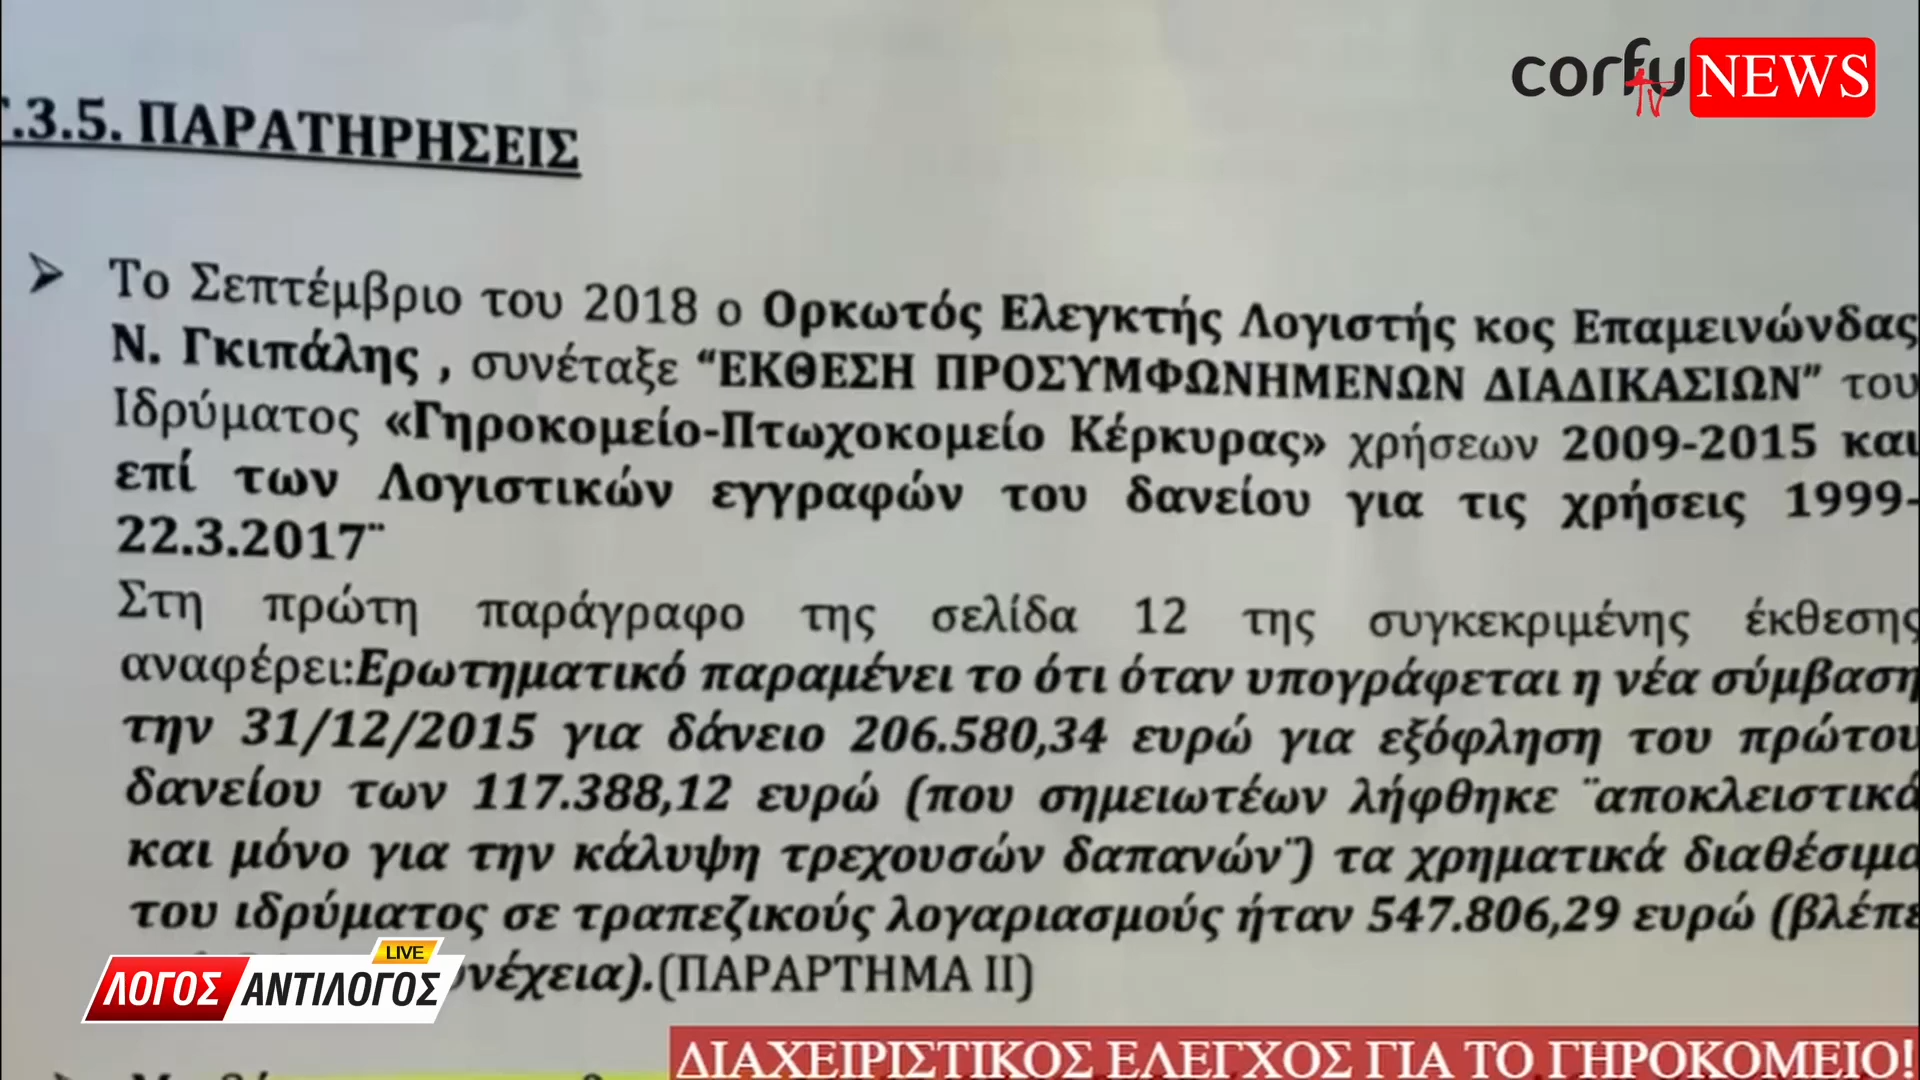 corfu TV NEWS
.3.5. ΠΑΡΑΤΗΡΗΣΕΙΣ
➢ Το Σεπτέμβριο του 2018 ο Ορκωτός Ελεγκτής Λογιστής κος Επαμεινώνδας
Ν. Γκιπάλης , συνέταξε “ΕΚΘΕΣΗ ΠΡΟΣΥΜΦΩΝΗΜΕΝΩΝ ΔΙΑΔΙΚΑΣΙΩΝ” του
Ιδρύματος «Γηροκομείο-Πτωχοκομείο Κέρκυρας» χρήσεων 2009-2015 και
επί των Λογιστικών εγγραφών του δανείου για τις χρήσεις 1999-
22.3.2017¨
Στη πρώτη παράγραφο της σελίδα 12 της συγκεκριμένης έκθεσης
αναφέρει:Ερωτηματικό παραμένει το ότι όταν υπογράφεται η νέα σύμβαση
την 31/12/2015 για δάνειο 206.580,34 ευρώ για εξόφληση του πρώτου
δανείου των 117.388,12 ευρώ (που σημειωτέων λήφθηκε ¨αποκλειστικά
και μόνο για την κάλυψη τρεχουσών δαπανών¨) τα χρηματικά διαθέσιμα
του ιδρύματος σε τραπεζικούς λογαριασμούς ήταν 547.806,29 ευρώ (βλέπε
υνέχεια).(ΠΑΡΑΡΤΗΜΑ ΙΙ)
LIVE
ΛΟΓΟΣ ΑΝΤΙΛΟΓΟΣ
ΔΙΑΧΕΙΡΙΣΤΙΚΟΣ ΕΛΕΓΧΟΣ ΓΙΑ ΤΟ ΓΗΡΟΚΟΜΕΙΟ!